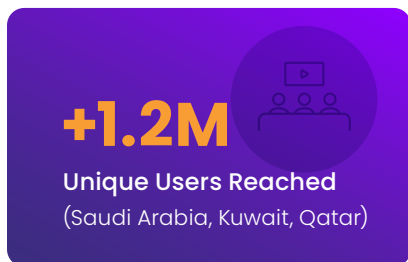 +1.2M
Unique Users Reached
(Saudi Arabia, Kuwait, Qatar)